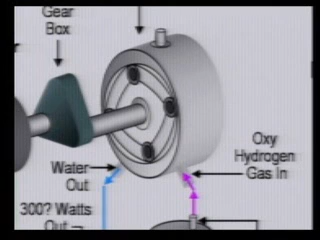 Gear
Box
Oxy
Hydrogen
Gas In
Water
Out
300? Watts
Out